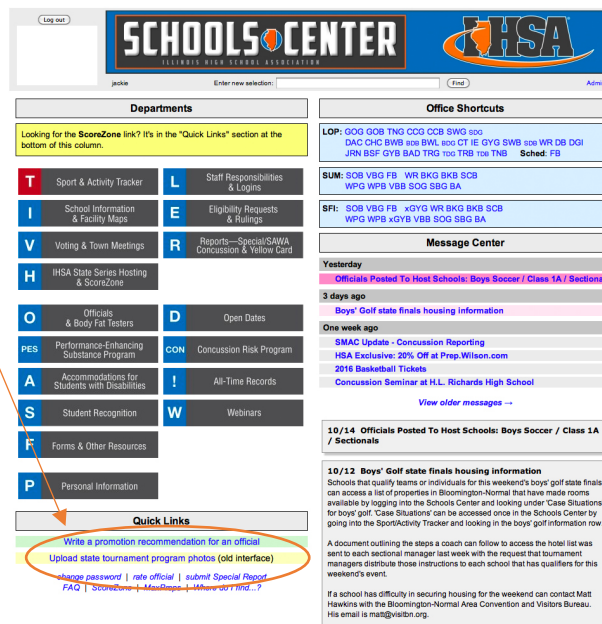 Log out
SCHOOLS CENTER
ILLINOIS HIGH SCHOOL ASSOCIATION
IHSA
jackie
Enter new selection:
Find
Admi
Departments
Looking for the ScoreZone link? It's in the "Quick Links" section at the
bottom of this column.
T Sport & Activity Tracker
L Staff Responsibilities
& Logins
I School Information
& Facility Maps
E Eligibility Requests
& Rulings
V Voting & Town Meetings
R Reports—Special/SAWA
Concussion & Yellow Card
H IHSA State Series Hosting
& ScoreZone
O Officials
& Body Fat Testers
D Open Dates
PES Performance-Enhancing
Substance Program
CON Concussion Risk Program
A Accommodations for
Students with Disabilities
! All-Time Records
S Student Recognition
W Webinars
F Forms & Other Resources
P Personal Information
Quick Links
Write a promotion recommendation for an official
Upload state tournament program photos (old interface)
change password | rate official | submit Special Report
FAQ | ScoreZone | MaxPreps | Where do I find...?
Office Shortcuts
LOP: GOG GOB TNG CCG CCB SWG SDG
DAC CHC BWB BDB BWL BDG CT IE GYG SWB SDB WR DB DGI
JRN BSF GYB BAD TRG TDG TRB TDB TNB Sched: FB
SUM: SOB VBG FB WR BKG BKB SCB
WPG WPB VBB SOG SBG BA
SFI: SOB VBG FB xGYG WR BKG BKB SCB
WPG WPB xGYB VBB SOG SBG BA
Message Center
Yesterday
Officials Posted To Host Schools: Boys Soccer / Class 1A / Sectiona
3 days ago
Boys' Golf state finals housing information
One week ago
SMAC Update - Concussion Reporting
HSA Exclusive: 20% Off at Prep.Wilson.com
2016 Basketball Tickets
Concussion Seminar at H.L. Richards High School
View older messages →
10/14 Officials Posted To Host Schools: Boys Soccer / Class 1A
/ Sectionals
10/12 Boys' Golf state finals housing information
Schools that qualify teams or individuals for this weekend's boys' golf state finals
can access a list of properties in Bloomington-Normal that have made rooms
available by logging into the Schools Center and looking under 'Case Situations'
for boys' golf. 'Case Situations' can be accessed once in the Schools Center by
going into the Sport/Activity Tracker and looking in the boys' golf information row
A document outlining the steps a coach can follow to access the hotel list was
sent to each sectional manager last week with the request that tournament
managers distribute those instructions to each school that has qualifiers for this
weekend's event.
If a school has difficulty in securing housing for the weekend can contact Matt
Hawkins with the Bloomington-Normal Area Convention and Visitors Bureau.
His email is matt@visitbn.org.